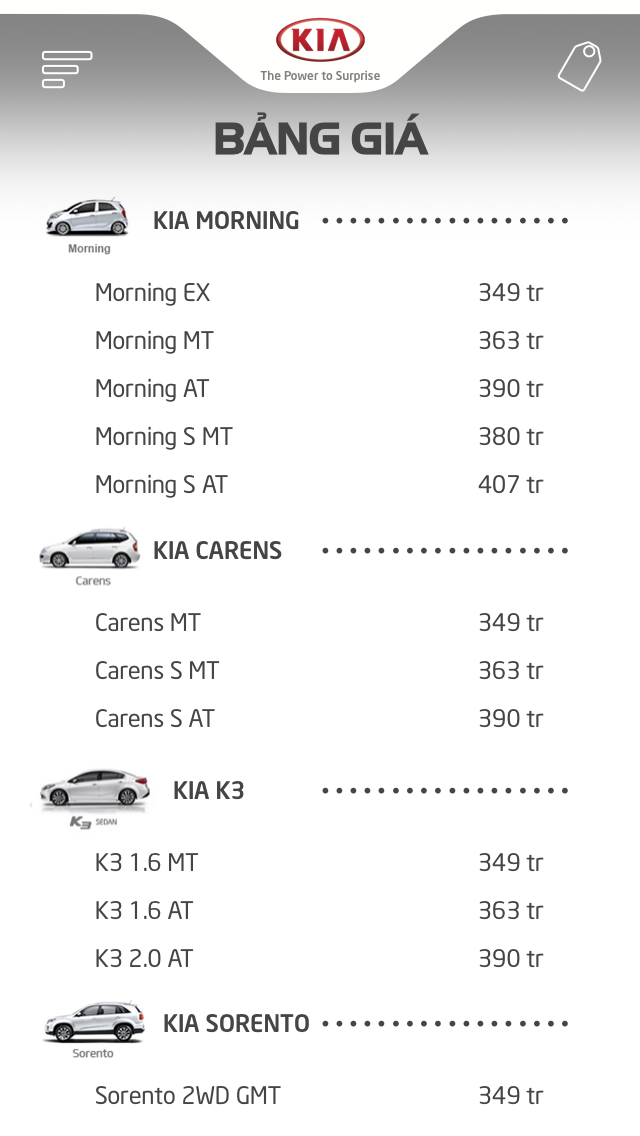 KIA
The Power to Surprise
BẢNG GIÁ
KIA MORNING
Morning
Morning EX 349 tr
Morning MT 363 tr
Morning AT 390 tr
Morning S MT 380 tr
Morning S AT 407 tr
KIA CARENS
Carens
Carens MT 349 tr
Carens S MT 363 tr
Carens S AT 390 tr
KIA K3
K3 SEDAN
K3 1.6 MT 349 tr
K3 1.6 AT 363 tr
K3 2.0 AT 390 tr
KIA SORENTO
Sorento
Sorento 2WD GMT 349 tr